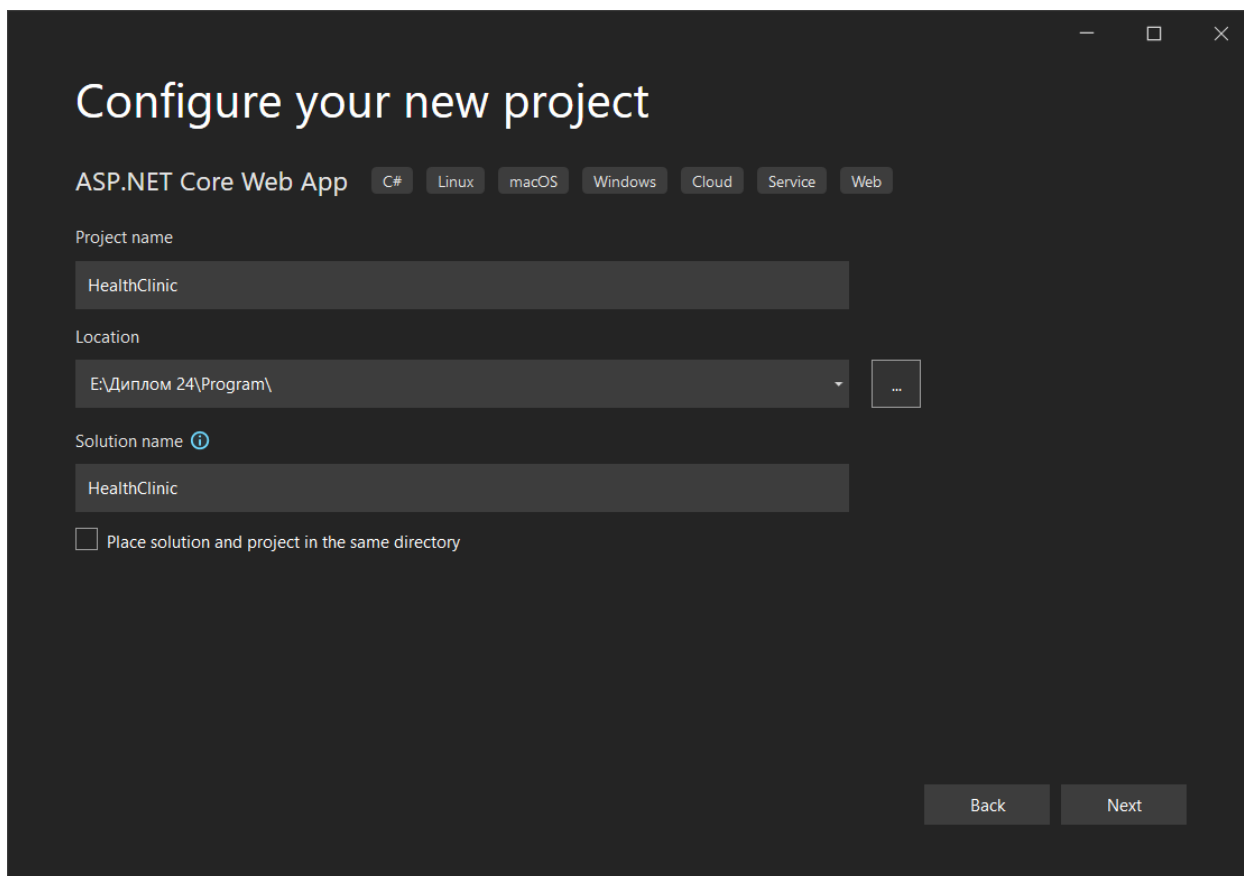 Configure your new project
ASP.NET Core Web App C# Linux macOS Windows Cloud Service Web
Project name
HealthClinic
Location
E:\Диплом 24\Program\
...
Solution name
HealthClinic
Place solution and project in the same directory
Back Next